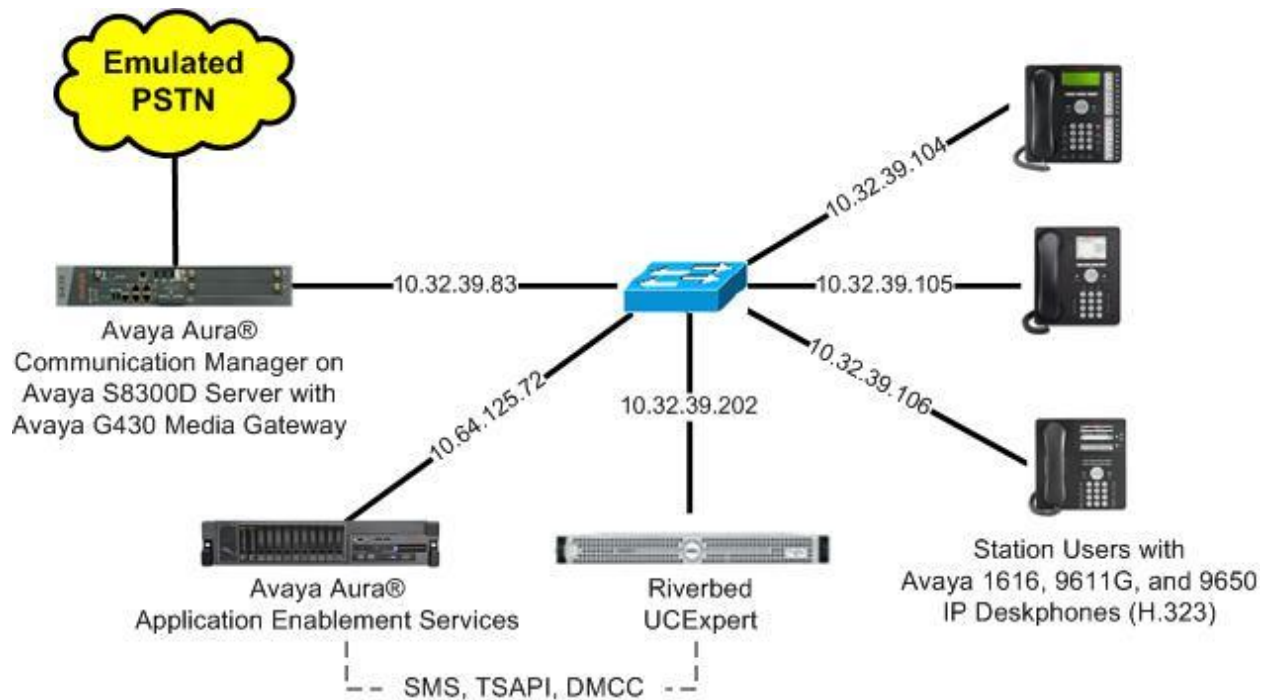 Emulated
PSTN
10.32.39.104
10.32.39.83
10.32.39.105
10.32.39.106
10.64.125.72
10.32.39.202
Avaya Aura®
Communication Manager on
Avaya S8300D Server with
Avaya G430 Media Gateway
Avaya Aura®
Application Enablement Services
Riverbed
UCExpert
Station Users with
Avaya 1616, 9611G, and 9650
IP Deskphones (H.323)
SMS, TSAPI, DMCC